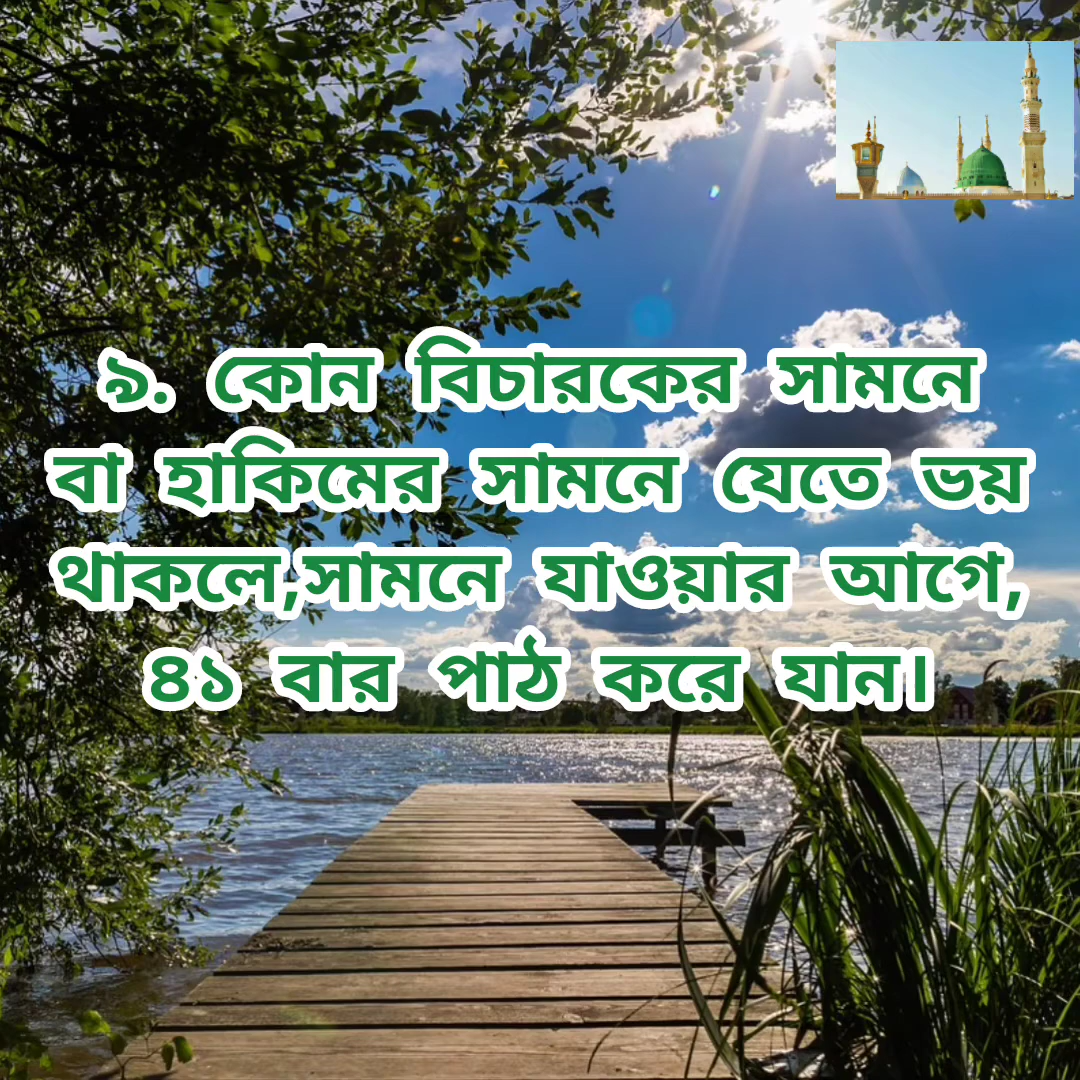 ৯. কোন বিচারকের সামনে
বা হাকিমের সামনে যেতে ভয়
থাকলে,সামনে যাওয়ার আগে,
৪১ বার পাঠ করে যান।